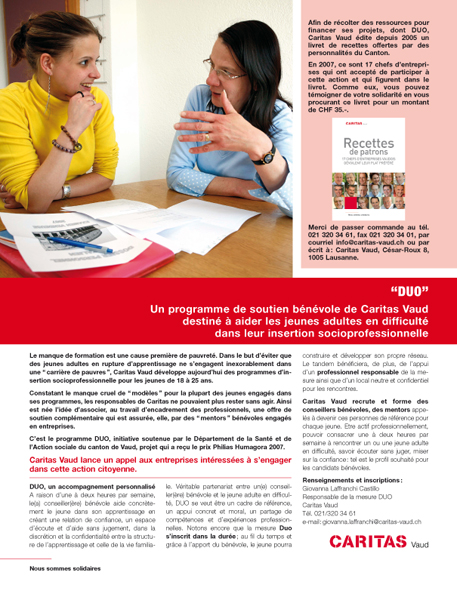 Afin de récolter des ressources pour
financer ses projets, dont DUO,
Caritas Vaud édite depuis 2005 un
livret de recettes offertes par des
personnalités du Canton.
En 2007, ce sont 17 chefs d'entrepri-
ses qui ont accepté de participer à
cette action et qui figurent dans le
livret. Comme eux, vous pouvez
témoigner de votre solidarité en vous
procurant ce livret pour un montant
de CHF 35.-.
Caritas
Recettes
de patrons
Merci de passer commande au tél.
021 320 34 61, fax 021 320 34 01, par
courriel info@caritas-vaud.ch ou par
écrit à : Caritas Vaud, César-Roux 8,
1005 Lausanne.
“DUO”
Un programme de soutien bénévole de Caritas Vaud
destiné à aider les jeunes adultes en difficulté
dans leur insertion socioprofessionnelle
Le manque de formation est une cause première de pauvreté. Dans le but d'éviter que
des jeunes adultes en rupture d'apprentissage ne s'engagent inexorablement dans
une “carrière de pauvres”, Caritas Vaud développe aujourd'hui des programmes d'in-
sertion socioprofessionnelle pour les jeunes de 18 à 25 ans.
Constatant le manque cruel de “modèles” pour la plupart des jeunes engagés dans
ses programmes, les responsables de Caritas ne pouvaient plus rester sans agir. Ainsi
est née l'idée d'associer, au travail d'encadrement des professionnels, une offre de
soutien complémentaire qui est assurée, elle, par des “mentors” bénévoles engagés
en entreprises.
C'est le programme DUO, initiative soutenue par le Département de la Santé et de
l'Action sociale du canton de Vaud, projet qui a reçu le prix Philias Humagora 2007.
Caritas Vaud lance un appel aux entreprises intéressées à s'engager
dans cette action citoyenne.
DUO, un accompagnement personnalisé
A raison d'une à deux heures par semaine,
le(a) conseiller(ère) bénévole aide concrète-
ment le jeune dans son apprentissage en
créant une relation de confiance, un espace
d'écoute et d'aide sans jugement, dans la
discrétion et la confidentialité entre la structu-
re de l'apprentissage et celle de la vie familia-
le. Véritable partenariat entre un(e) conseil-
ler(ère) bénévole et le jeune adulte en difficul-
té, DUO se veut être un cadre de référence,
un appui concret et moral, un partage de
compétences et d'expériences profession-
nelles. Notons encore que la mesure Duo
s'inscrit dans la durée ; au fil du temps et
grâce à l'apport du bénévole, le jeune pourra
construire et développer son propre réseau.
Le tandem bénéficiera, de plus, de l'appui
d'un professionnel responsable de la me-
sure ainsi que d'un local neutre et confidentiel
pour les rencontres.
Caritas Vaud recrute et forme des
conseillers bénévoles, des mentors appe-
lé(e)s à devenir ces personnes de référence pour
chaque jeune. Etre actif professionnellement,
pouvoir consacrer une à deux heures par
semaine à rencontrer un ou une jeune adulte
en difficulté, savoir écouter sans juger, miser
sur la confiance : tel est le profil souhaité pour
les candidats bénévoles.
Renseignements et inscriptions :
Giovanna Laffranchi Castillo
Responsable de la mesure DUO
Caritas Vaud
Tél. 021/320 34 61
e-mail: giovanna.laffranchi@caritas-vaud.ch
CARITAS Vaud
Nous sommes solidaires